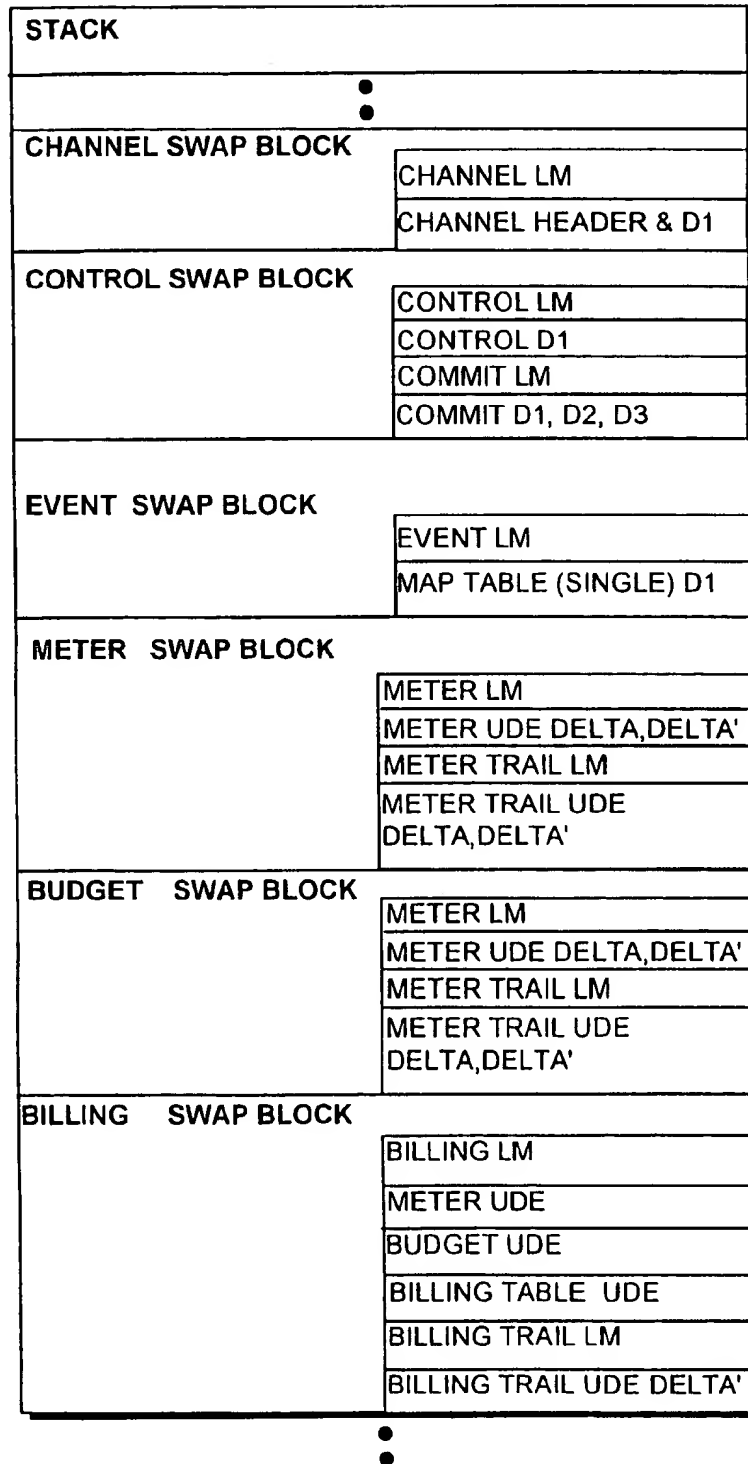 STACK
CHANNEL SWAP BLOCK
CHANNEL LM
CHANNEL HEADER & D1
CONTROL SWAP BLOCK
CONTROL LM
CONTROL D1
COMMIT LM
COMMIT D1, D2, D3
EVENT SWAP BLOCK
EVENT LM
MAP TABLE (SINGLE) D1
METER SWAP BLOCK
METER LM
METER UDE DELTA,DELTA'
METER TRAIL LM
METER TRAIL UDE
DELTA,DELTA'
BUDGET SWAP BLOCK
METER LM
METER UDE DELTA,DELTA'
METER TRAIL LM
METER TRAIL UDE
DELTA,DELTA'
BILLING SWAP BLOCK
BILLING LM
METER UDE
BUDGET UDE
BILLING TABLE UDE
BILLING TRAIL LM
BILLING TRAIL UDE DELTA'